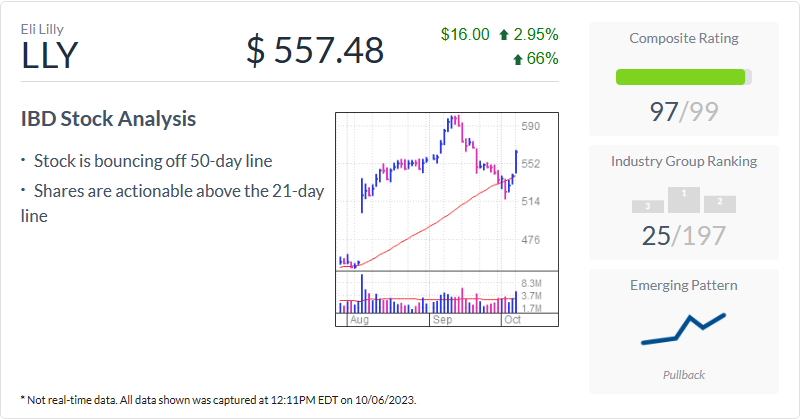 Eli Lilly
LLY
$ 557.48
$16.00 2.95%
66%
IBD Stock Analysis
· Stock is bouncing off 50-day line
· Shares are actionable above the 21-day
line
590
552
514
476
8.3M
3.7M
1.7M
Aug Sep Oct
* Not real-time data. All data shown was captured at 12:11PM EDT on 10/06/2023.
Composite Rating
97/99
Industry Group Ranking
3 1 2
25/197
Emerging Pattern
Pullback